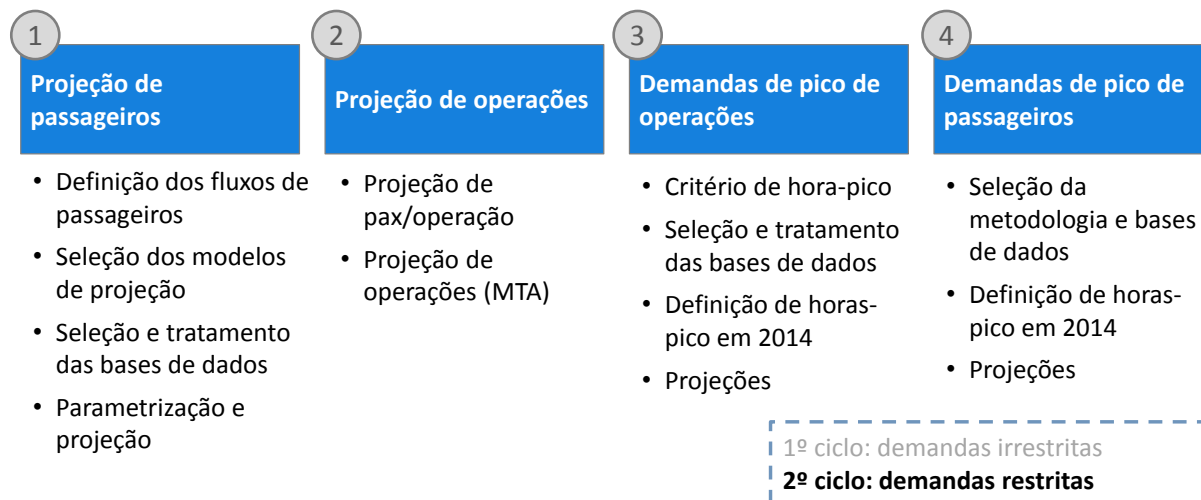 1
Projeção de
passageiros
• Definição dos fluxos de
passageiros
• Seleção dos modelos
de projeção
• Seleção e tratamento
das bases de dados
• Parametrização e
projeção
2
Projeção de operações
• Projeção de
pax/operação
• Projeção de
operações (MTA)
3
Demandas de pico de
operações
• Critério de hora-pico
• Seleção e tratamento
das bases de dados
• Definição de horas-
pico em 2014
• Projeções
4
Demandas de pico de
passageiros
• Seleção da
metodologia e bases
de dados
• Definição de horas-
pico em 2014
• Projeções
1º ciclo: demandas irrestritas
2º ciclo: demandas restritas